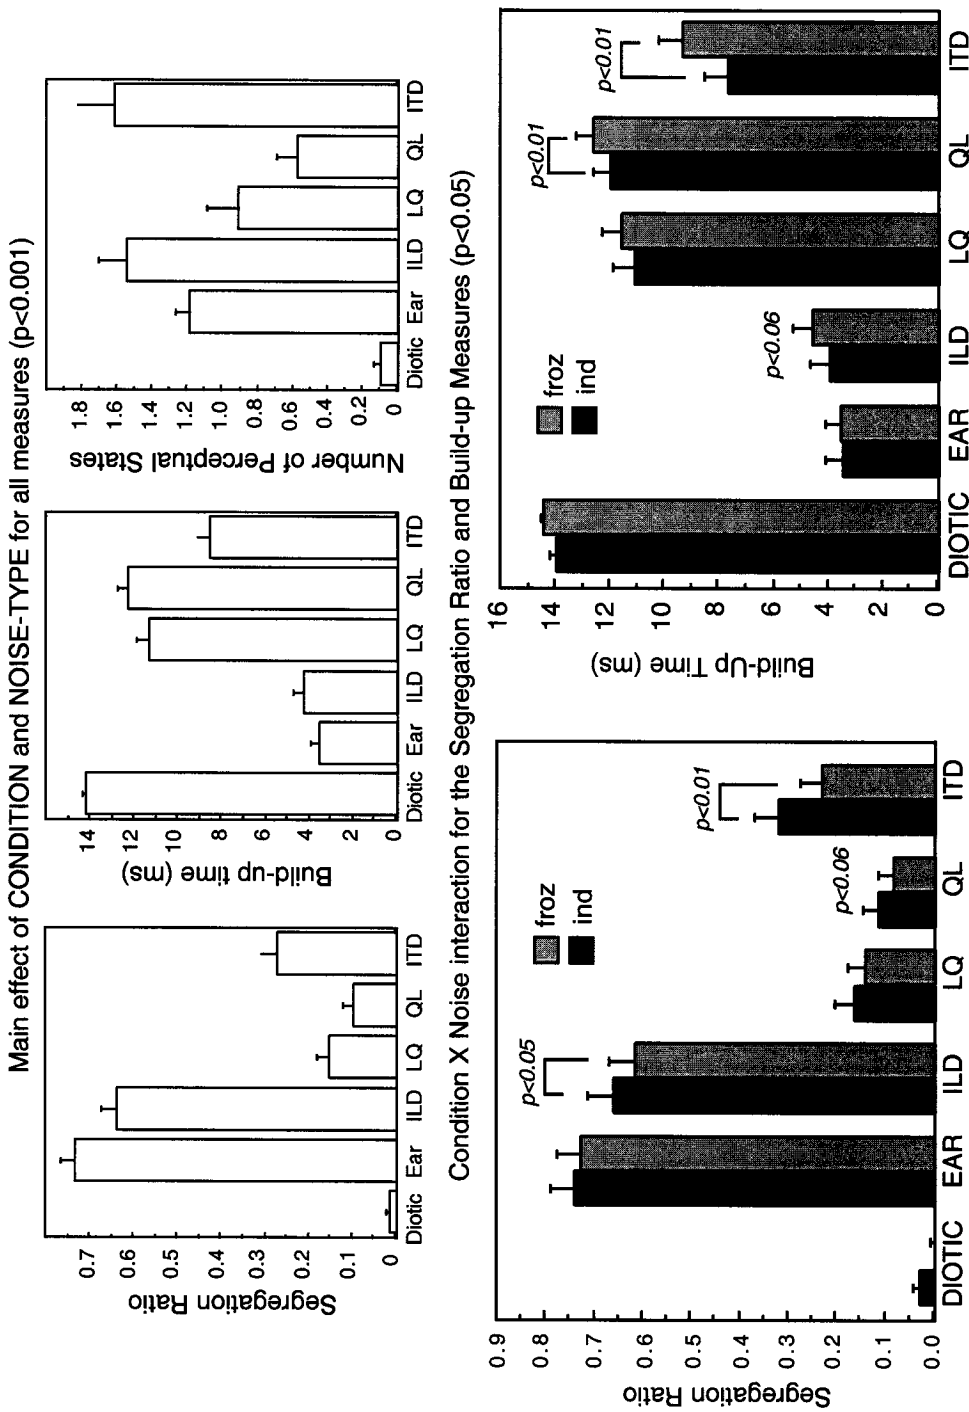 Main effect of CONDITION and NOISE-TYPE for all measures (p<0.001)
Segregation Ratio
0.7
0.6
0.5
0.4
0.3
0.2
0.1
0
Diotic Ear ILD LQ QL ITD
Build-up time (ms)
14
12
10
8
6
4
2
0
Diotic Ear ILD LQ QL ITD
Number of Perceptual States
1.8
1.6
1.4
1.2
1.0
0.8
0.6
0.4
0.2
0
Diotic Ear ILD LQ QL ITD
Condition X Noise interaction for the Segregation Ratio and Build-up Measures (p<0.05)
Segregation Ratio
0.9
0.8
0.7
0.6
0.5
0.4
0.3
0.2
0.1
0.0
froz
ind
p<0.05
p<0.06
p<0.01
DIOTIC EAR ILD LQ QL ITD
Build-Up Time (ms)
16
14
12
10
8
6
4
2
0
froz
ind
p<0.06
p<0.01
p<0.01
DIOTIC EAR ILD LQ QL ITD